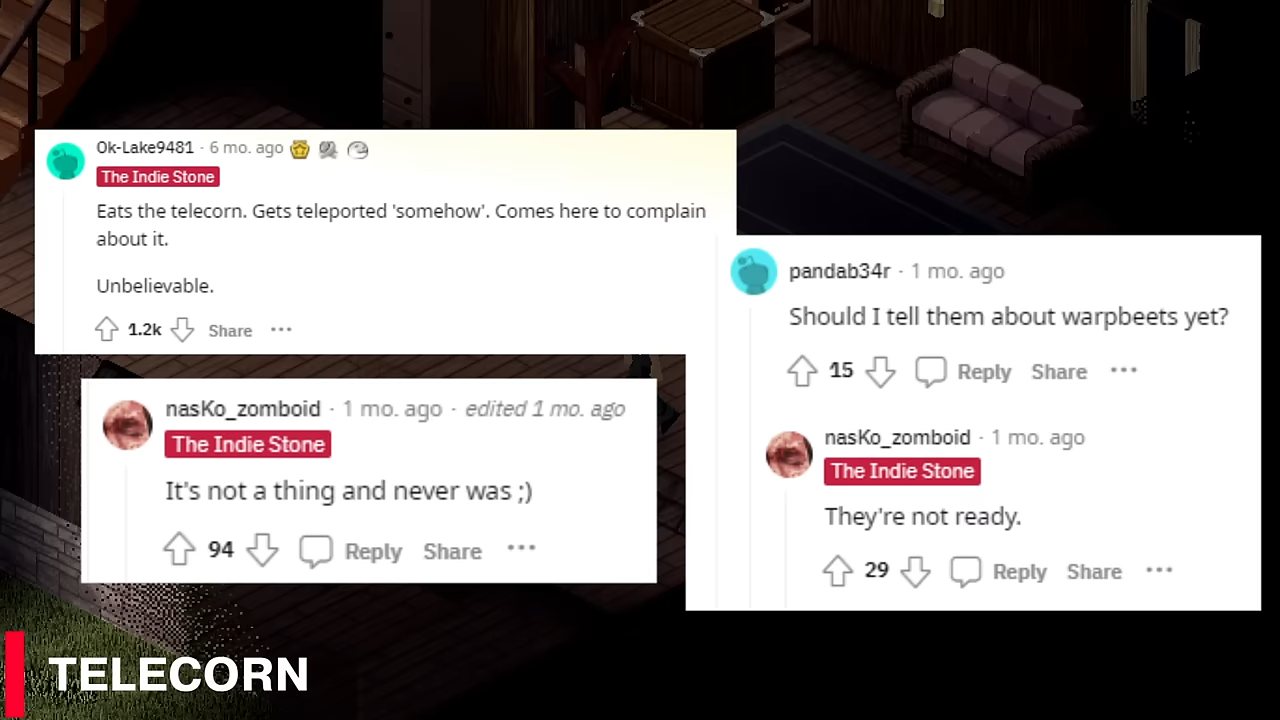 Ok-Lake9481 · 6 mo. ago
The Indie Stone
Eats the telecorn. Gets teleported 'somehow'. Comes here to complain
about it.
Unbelievable.
1.2k Share ···
nasKo_zomboid · 1 mo. ago · edited 1 mo. ago
The Indie Stone
It's not a thing and never was ;)
94 Reply Share ···
pandab34r · 1 mo. ago
Should I tell them about warpbeets yet?
15 Reply Share ···
nasKo_zomboid · 1 mo. ago
The Indie Stone
They're not ready.
29 Reply Share ···
TELECORN